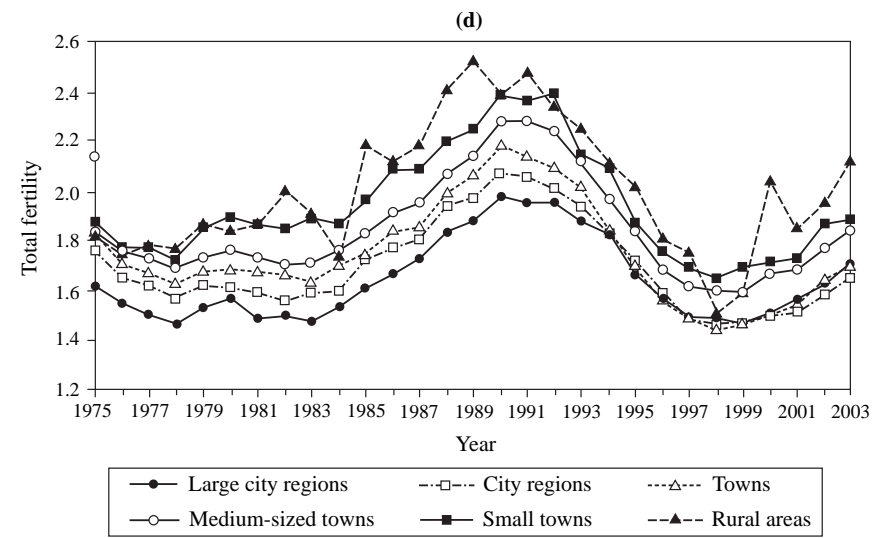 (d)
Total fertility
2.6
2.4
2.2
2.0
1.8
1.6
1.4
1.2
1975 1977 1979 1981 1983 1985 1987 1989 1991 1993 1995 1997 1999 2001 2003
Year
Large city regions City regions Towns
Medium-sized towns Small towns Rural areas